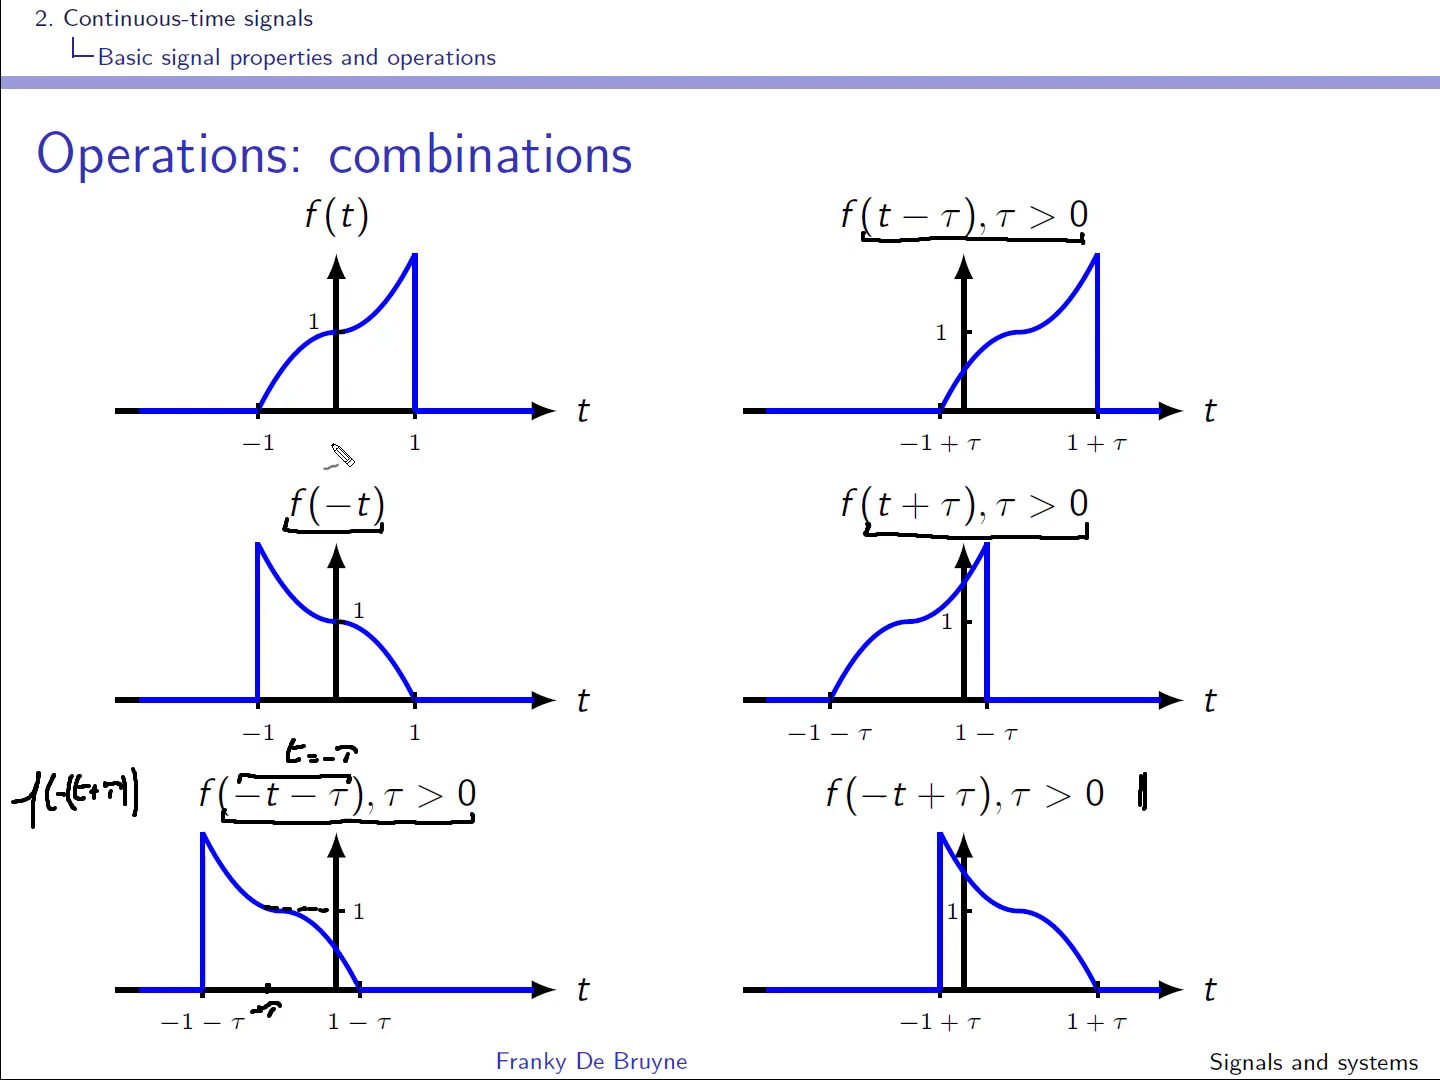 2. Continuous-time signals
Basic signal properties and operations
Operations: combinations
f(t)
1
−1 1
t
f(t − τ), τ > 0
1
−1 + τ 1 + τ
t
f(−t)
1
−1 1
t
f(t + τ), τ > 0
1
−1 − τ 1 − τ
t
t=-τ
f(-(t+τ))
f(−t − τ), τ > 0
1
-τ
−1 − τ 1 − τ
t
f(−t + τ), τ > 0
1
−1 + τ 1 + τ
t
Franky De Bruyne
Signals and systems